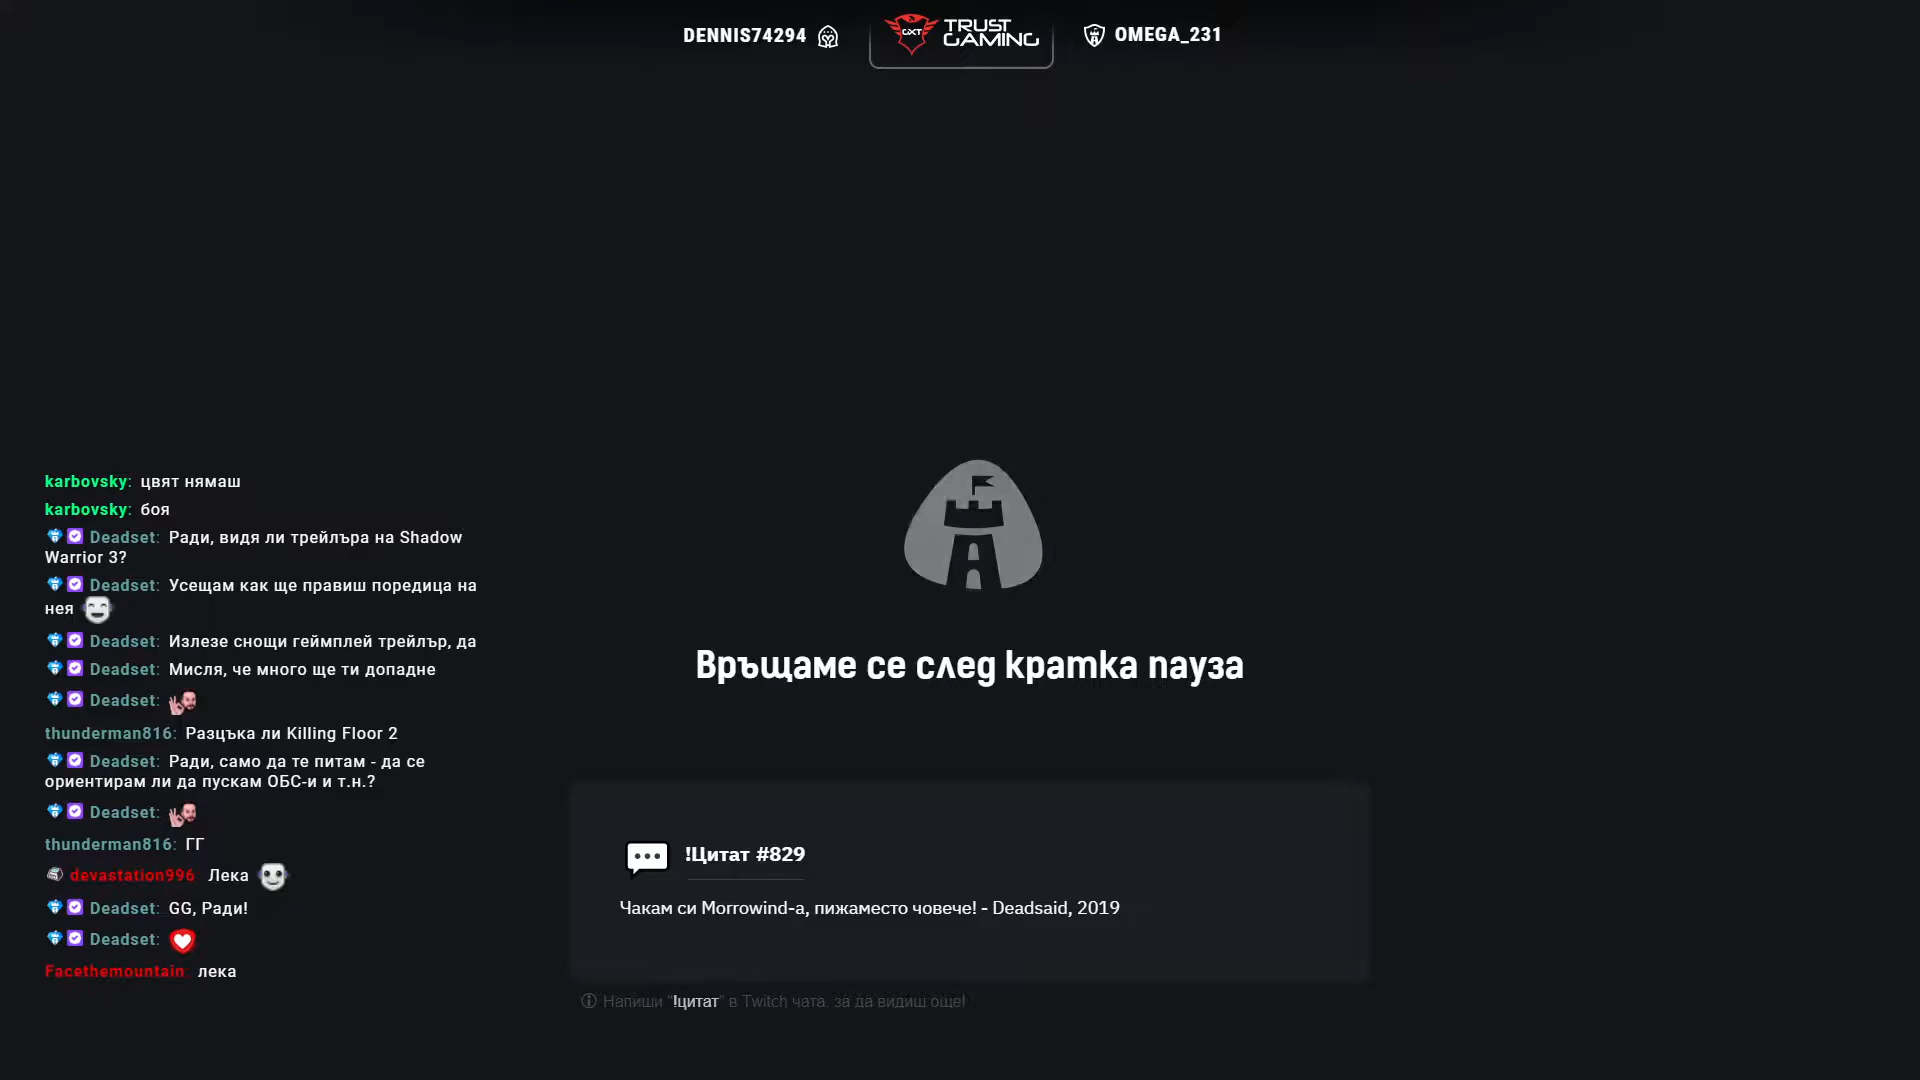 DENNIS74294
GXT
TRUST
GAMING
OMEGA_231
karbovsky: цвят нямаш
karbovsky: боя
Deadset: Ради, видя ли трейлъра на Shadow
Warrior 3?
Deadset: Усещам как ще правиш поредица на
нея
Deadset: Излезе снощи геймплей трейлър, да
Deadset: Мисля, че много ще ти допадне
Deadset:
thunderman816: Разцъка ли Killing Floor 2
Deadset: Ради, само да те питам - да се
ориентирам ли да пускам ОБС-и и т.н.?
Deadset:
thunderman816: ГГ
devastation996: Лека
Deadset: GG, Ради!
Deadset:
Facethemountain: лека
Връщаме се след кратка пауза
!Цитат #829
Чакам си Morrowind-а, пижаместо човече! - Deadsaid, 2019
Напиши "!цитат" в Twitch чата, за да видиш още!